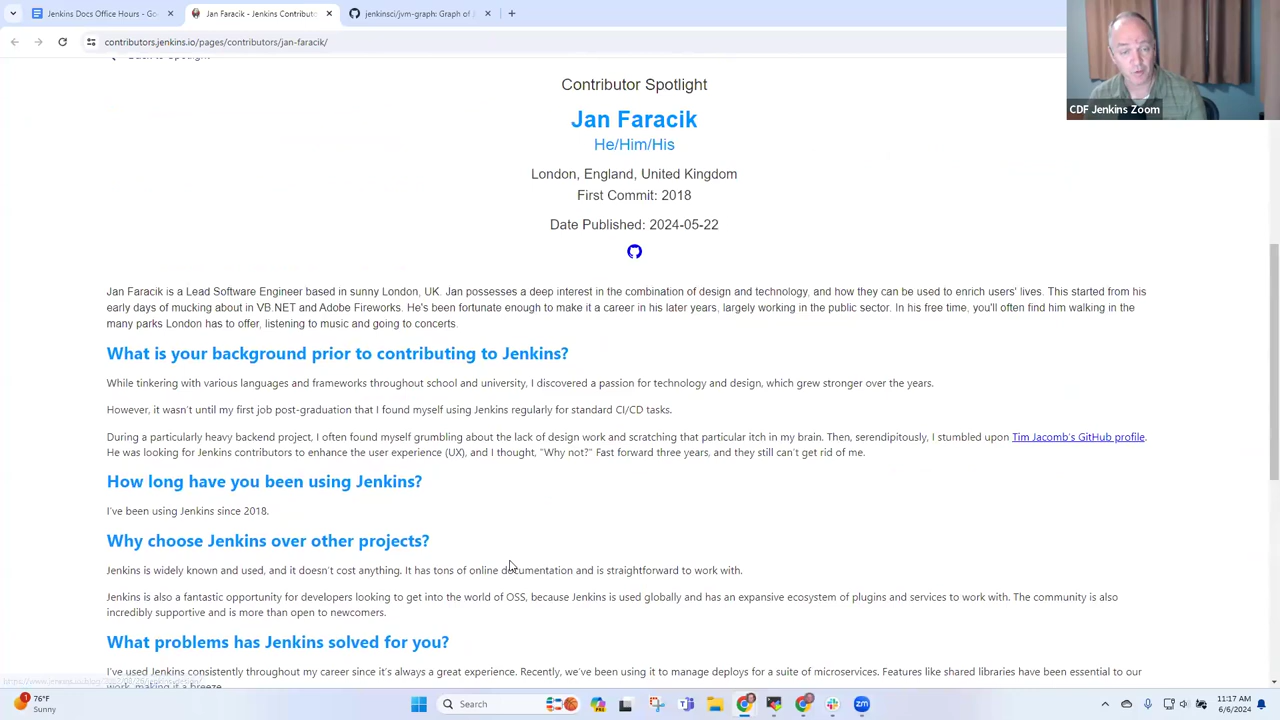 Jenkins Docs Office Hours - Go
Jan Faracik - Jenkins Contributo
jenkinsci/jvm-graph: Graph of J
contributors.jenkins.io/pages/contributors/jan-faracik/
CDF Jenkins Zoom
Back to Spotlight
Contributor Spotlight
Jan Faracik
He/Him/His
London, England, United Kingdom
First Commit: 2018
Date Published: 2024-05-22
Jan Faracik is a Lead Software Engineer based in sunny London, UK. Jan possesses a deep interest in the combination of design and technology, and how they can be used to enrich users' lives. This started from his
early days of mucking about in VB.NET and Adobe Fireworks. He's been fortunate enough to make it a career in his later years, largely working in the public sector. In his free time, you'll often find him walking in the
many parks London has to offer, listening to music and going to concerts.
What is your background prior to contributing to Jenkins?
While tinkering with various languages and frameworks throughout school and university, I discovered a passion for technology and design, which grew stronger over the years.
However, it wasn't until my first job post-graduation that I found myself using Jenkins regularly for standard CI/CD tasks.
During a particularly heavy backend project, I often found myself grumbling about the lack of design work and scratching that particular itch in my brain. Then, serendipitously, I stumbled upon Tim Jacomb's GitHub profile.
He was looking for Jenkins contributors to enhance the user experience (UX), and I thought, "Why not?" Fast forward three years, and they still can't get rid of me.
How long have you been using Jenkins?
I've been using Jenkins since 2018.
Why choose Jenkins over other projects?
Jenkins is widely known and used, and it doesn't cost anything. It has tons of online documentation and is straightforward to work with.
Jenkins is also a fantastic opportunity for developers looking to get into the world of OSS, because Jenkins is used globally and has an expansive ecosystem of plugins and services to work with. The community is also
incredibly supportive and is more than open to newcomers.
What problems has Jenkins solved for you?
I've used Jenkins consistently throughout my career since it's always a great experience. Recently, we've been using it to manage deploys for a suite of microservices. Features like shared libraries have been essential to our
work, making it a breeze.
76°F
Sunny
Search
11:17 AM
6/6/2024